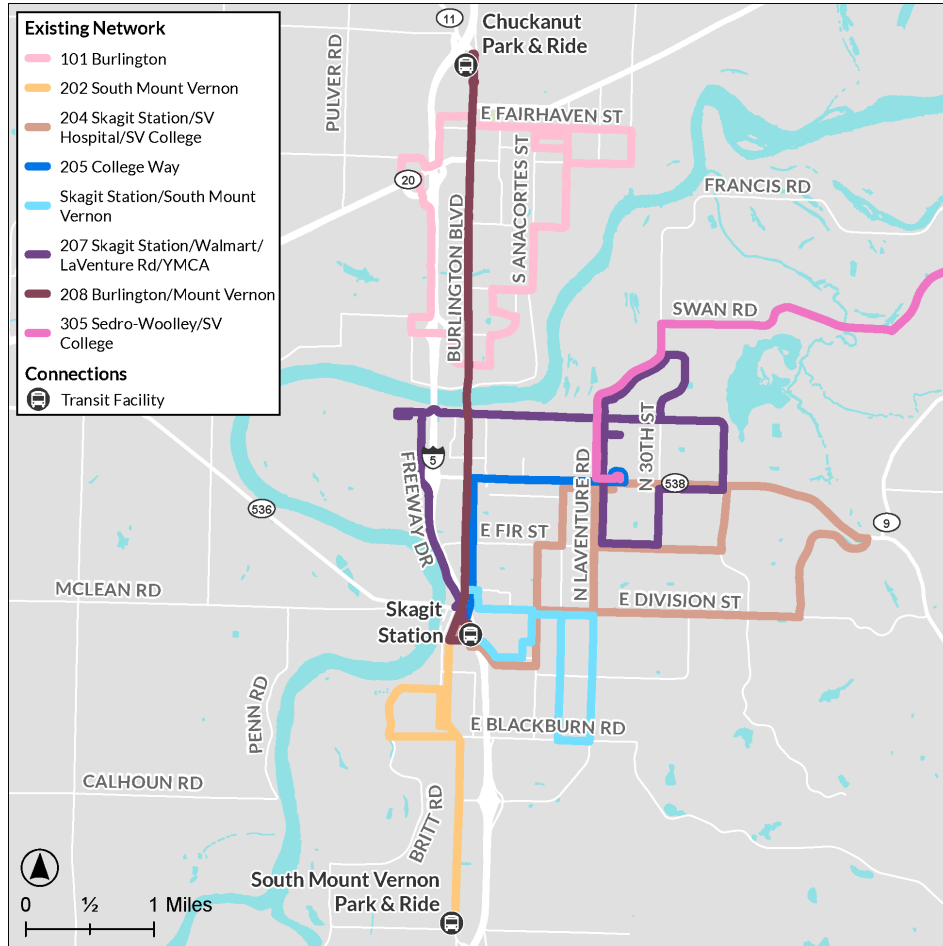 Existing Network
101 Burlington
202 South Mount Vernon
204 Skagit Station/SV
Hospital/SV College
205 College Way
Skagit Station/South Mount
Vernon
207 Skagit Station/Walmart/
LaVenture Rd/YMCA
208 Burlington/Mount Vernon
305 Sedro-Woolley/SV
College
Connections
Transit Facility
11
Chuckanut
Park & Ride
PULVER RD
E FAIRHAVEN ST
20
S ANACORTES ST
FRANCIS RD
BURLINGTON BLVD
SWAN RD
N 30TH ST
5
FREEWAY DR
538
N LAVENTURE RD
536
9
E FIR ST
MCLEAN RD
E DIVISION ST
Skagit
Station
PENN RD
E BLACKBURN RD
CALHOUN RD
BRITT RD
South Mount Vernon
Park & Ride
0 ½ 1 Miles